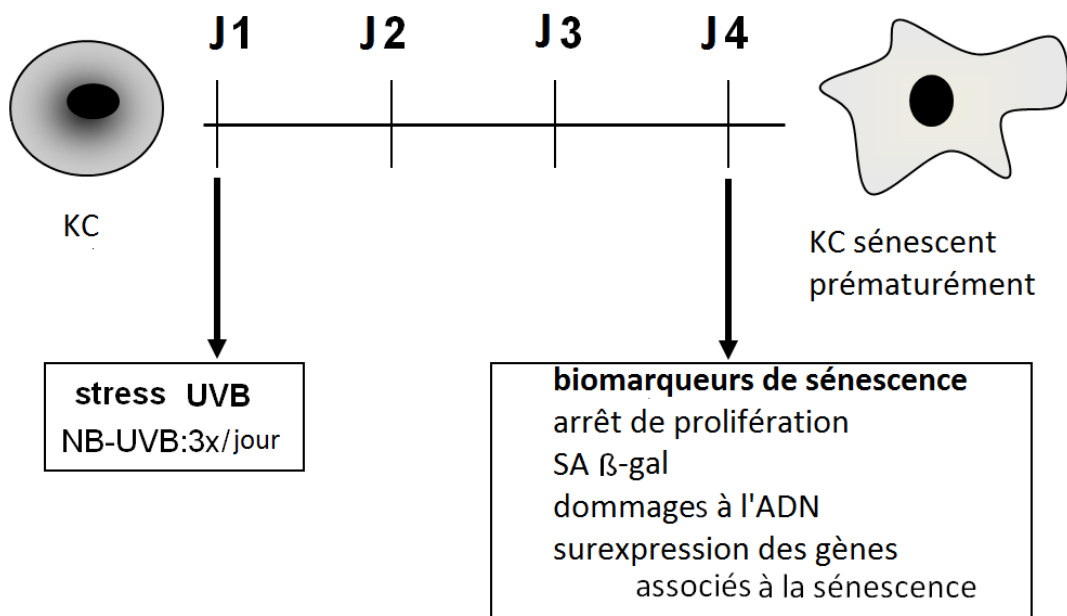 J1 J2 J3 J4
KC
KC sénescent
prématurément
stress UVB
NB-UVB:3x/jour
biomarqueurs de sénescence
arrêt de prolifération
SA ß-gal
dommages à l'ADN
surexpression des gènes
associés à la sénescence